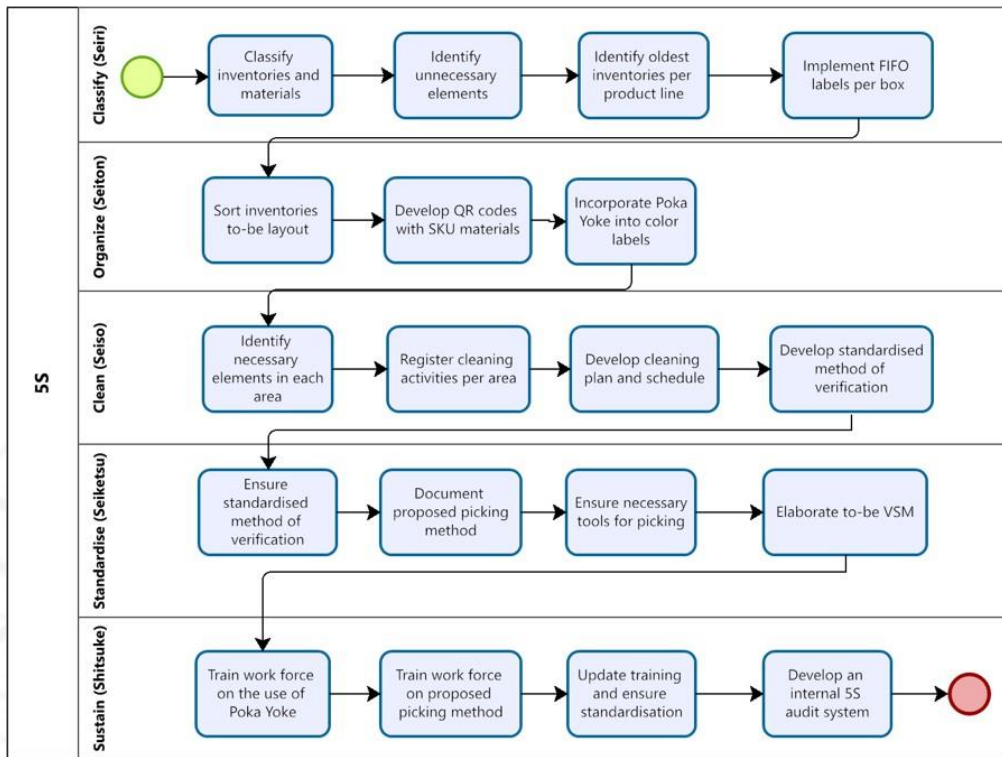 5S
Classify (Seiri)
Classify
inventories and
materials
Identify
unnecessary
elements
Identify oldest
inventories per
product line
Implement FIFO
labels per box
Organize (Seiton)
Sort inventories
to-be layout
Develop QR codes
with SKU materials
Incorporate Poka
Yoke into color
labels
Clean (Seiso)
Identify
necessary
elements in each
area
Register cleaning
activities per area
Develop cleaning
plan and schedule
Develop standardised
method of
verification
Standardise (Seiketsu)
Ensure
standardised
method of
verification
Document
proposed picking
method
Ensure necessary
tools for picking
Elaborate to-be VSM
Sustain (Shitsuke)
Train work force
on the use of
Poka Yoke
Train work force
on proposed
picking method
Update training
and ensure
standardisation
Develop an
internal 5S
audit system